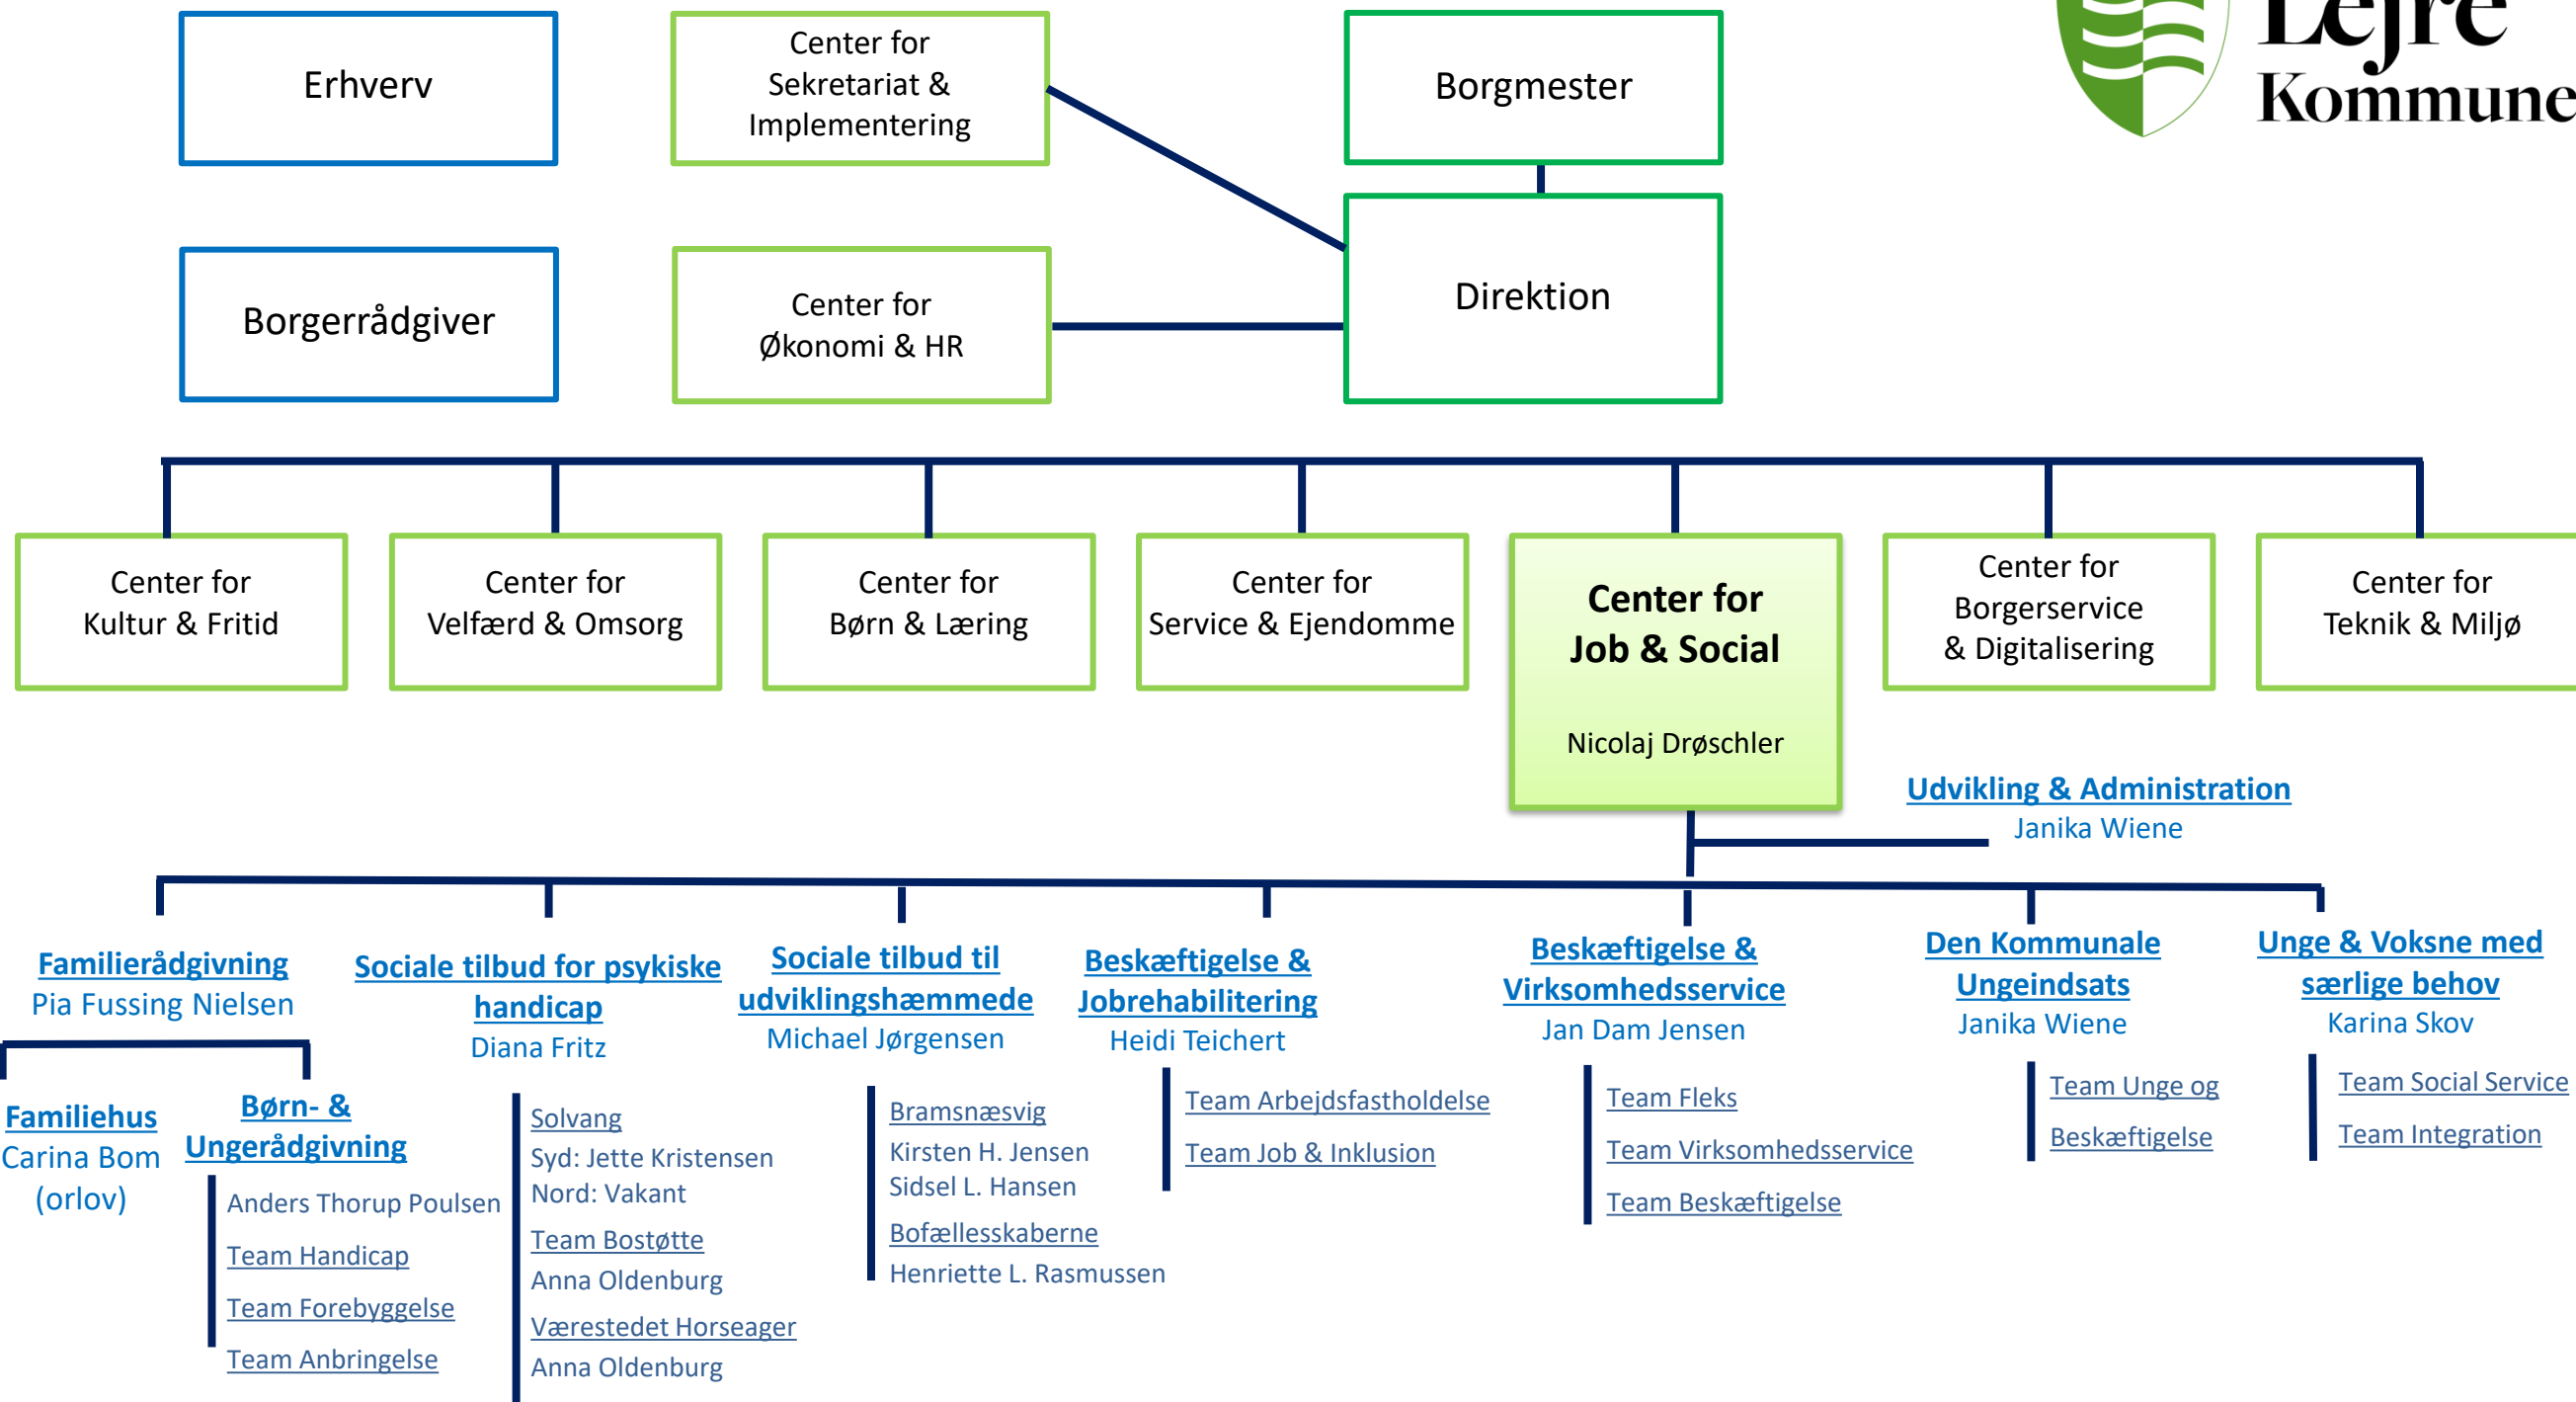 Lejre
Kommune
Erhverv
Center for
Sekretariat &
Implementering
Borgmester
Borgerrådgiver
Center for
Økonomi & HR
Direktion
Center for
Kultur & Fritid
Center for
Velfærd & Omsorg
Center for
Børn & Læring
Center for
Service & Ejendomme
Center for
Job & Social
Nicolaj Drøschler
Center for
Borgerservice
& Digitalisering
Center for
Teknik & Miljø
Udvikling & Administration
Janika Wiene
Familierådgivning
Pia Fussing Nielsen
Familiehus
Carina Bom
(orlov)
Børn- &
Ungerådgivning
Anders Thorup Poulsen
Team Handicap
Team Forebyggelse
Team Anbringelse
Sociale tilbud for psykiske
handicap
Diana Fritz
Solvang
Syd: Jette Kristensen
Nord: Vakant
Team Bostøtte
Anna Oldenburg
Værestedet Horseager
Anna Oldenburg
Sociale tilbud til
udviklingshæmmede
Michael Jørgensen
Bramsnæsvig
Kirsten H. Jensen
Sidsel L. Hansen
Bofællesskaberne
Henriette L. Rasmussen
Beskæftigelse &
Jobrehabilitering
Heidi Teichert
Team Arbejdsfastholdelse
Team Job & Inklusion
Beskæftigelse &
Virksomhedsservice
Jan Dam Jensen
Team Fleks
Team Virksomhedsservice
Team Beskæftigelse
Den Kommunale
Ungeindsats
Janika Wiene
Team Unge og
Beskæftigelse
Unge & Voksne med
særlige behov
Karina Skov
Team Social Service
Team Integration